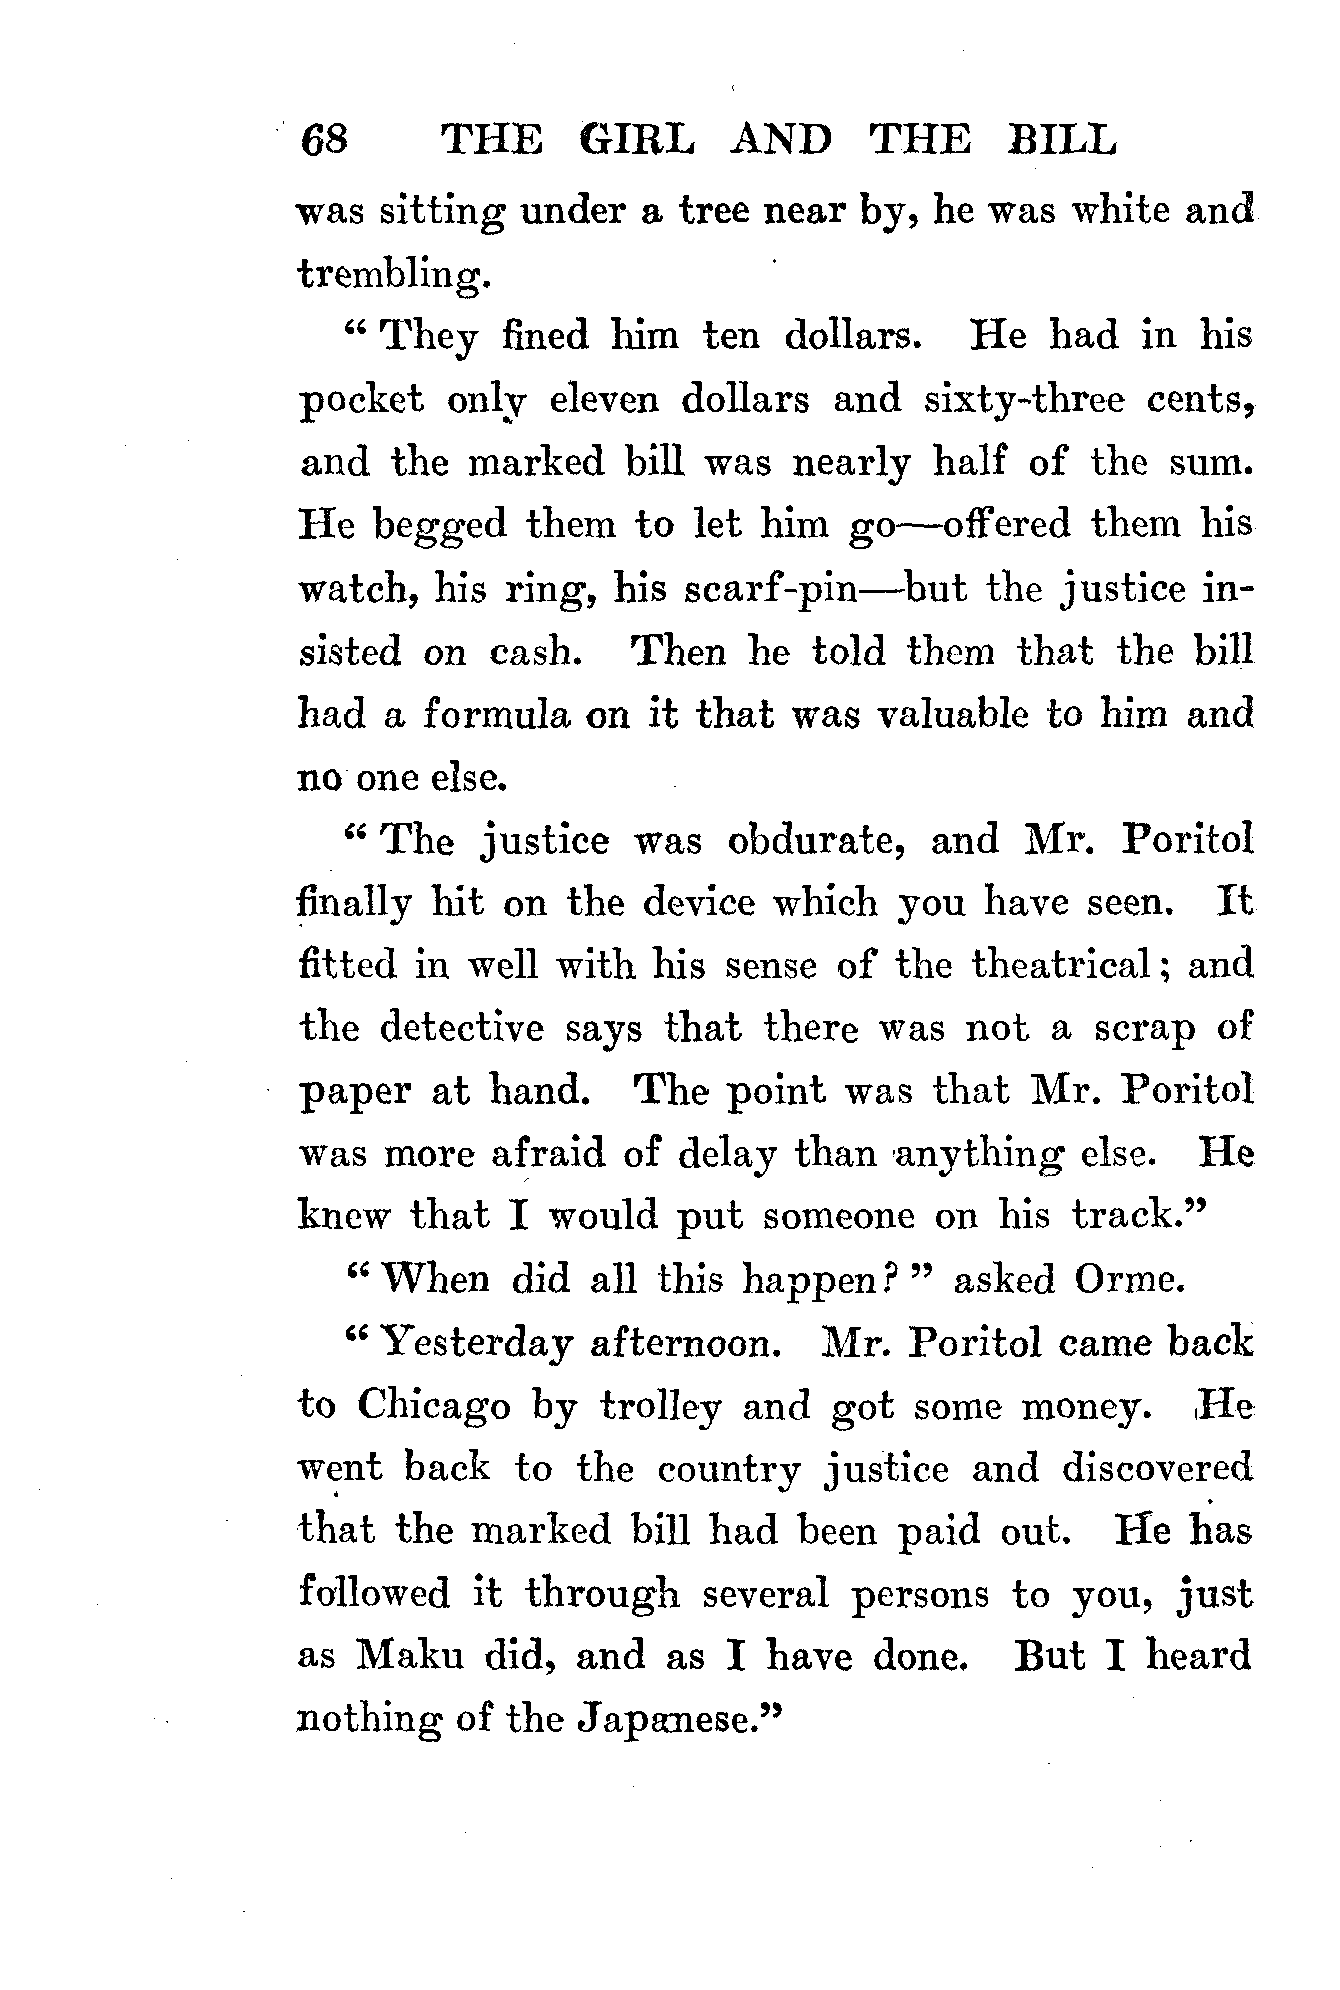 68 THE GIRL AND THE BILL
was sitting under a tree near by, he was white and
trembling.
“ They fined him ten dollars. He had in his
pocket only eleven dollars and sixty-three cents,
and the marked bill was nearly half of the sum.
He begged them to let him go—offered them his
watch, his ring, his scarf-pin—but the justice in-
sisted on cash. Then he told them that the bill
had a formula on it that was valuable to him and
no one else.
“ The justice was obdurate, and Mr. Poritol
finally hit on the device which you have seen. It
fitted in well with his sense of the theatrical; and
the detective says that there was not a scrap of
paper at hand. The point was that Mr. Poritol
was more afraid of delay than anything else. He
knew that I would put someone on his track.”
“ When did all this happen? ” asked Orme.
“ Yesterday afternoon. Mr. Poritol came back
to Chicago by trolley and got some money. He
went back to the country justice and discovered
that the marked bill had been paid out. He has
followed it through several persons to you, just
as Maku did, and as I have done. But I heard
nothing of the Japanese.”